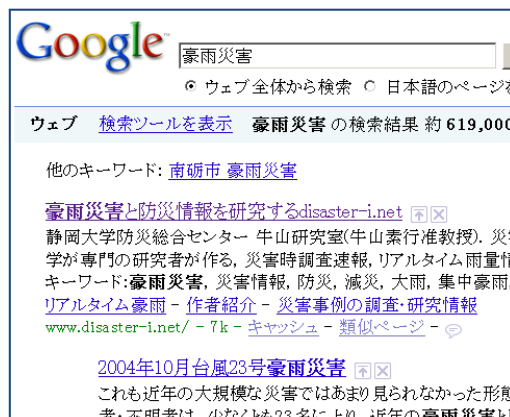 Google
豪雨災害
ウェブ全体から検索 日本語のページを
ウェブ 検索ツールを表示 豪雨災害 の検索結果 約 619,000
他のキーワード: 南砺市 豪雨災害
豪雨災害と防災情報を研究するdisaster-i.net
静岡大学防災総合センター 牛山研究室(牛山素行准教授). 災害
学が専門の研究者が作る, 災害時調査速報, リアルタイム雨量情
キーワード:豪雨災害, 災害情報, 防災, 減災, 大雨, 集中豪雨,
リアルタイム豪雨 - 作者紹介 - 災害事例の調査・研究情報
www.disaster-i.net/ - 7k - キャッシュ - 類似ページ -
2004年10月台風23号豪雨災害
これも近年の大規模な災害ではあまり見られなかった形態
者・不明者は, 少なくとも23名に上り, 近年の豪雨災害と